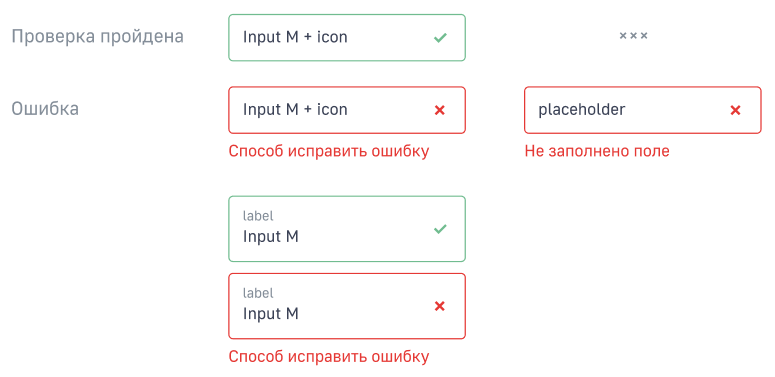 Проверка пройдена
Input M + icon
×××
Ошибка
Input M + icon
placeholder
Способ исправить ошибку
Не заполнено поле
label
Input M
label
Input M
Способ исправить ошибку